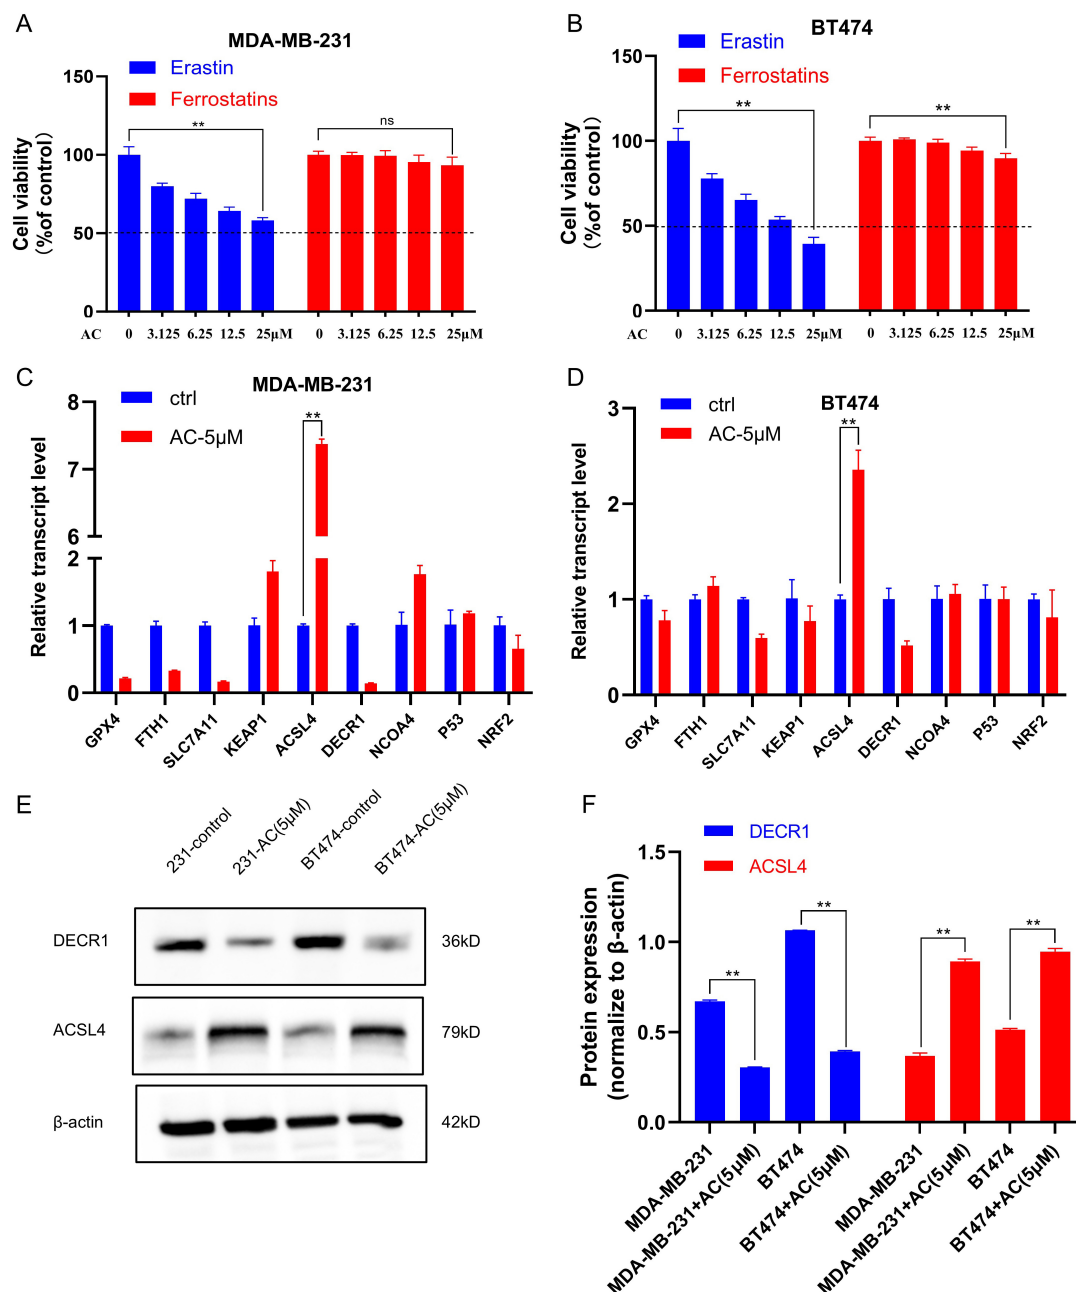 A
MDA-MB-231
Erastin
Ferrostatins
Cell viability
(%of control)
150
100
50
0
**
ns
AC 0 3.125 6.25 12.5 25μM 0 3.125 6.25 12.5 25μM
B
BT474
Erastin
Ferrostatins
Cell viability
(%of control)
150
100
50
0
**
**
AC 0 3.125 6.25 12.5 25μM 0 3.125 6.25 12.5 25μM
C
MDA-MB-231
ctrl
AC-5μM
Relative transcript level
8
7
6
2
1
0
**
GPX4 FTH1 SLC7A11 KEAP1 ACSL4 DECR1 NCOA4 P53 NRF2
D
BT474
ctrl
AC-5μM
Relative transcript level
3
2
1
0
**
GPX4 FTH1 SLC7A11 KEAP1 ACSL4 DECR1 NCOA4 P53 NRF2
E
231-control 231-AC(5μM) BT474-control BT474-AC(5μM)
DECR1 36kD
ACSL4 79kD
β-actin 42kD
F
DECR1
ACSL4
Protein expression
(normalize to β-actin)
1.5
1.0
0.5
0.0
**
**
**
**
MDA-MB-231 MDA-MB-231+AC(5μM) BT474 BT474+AC(5μM) MDA-MB-231 MDA-MB-231+AC(5μM) BT474 BT474+AC(5μM)